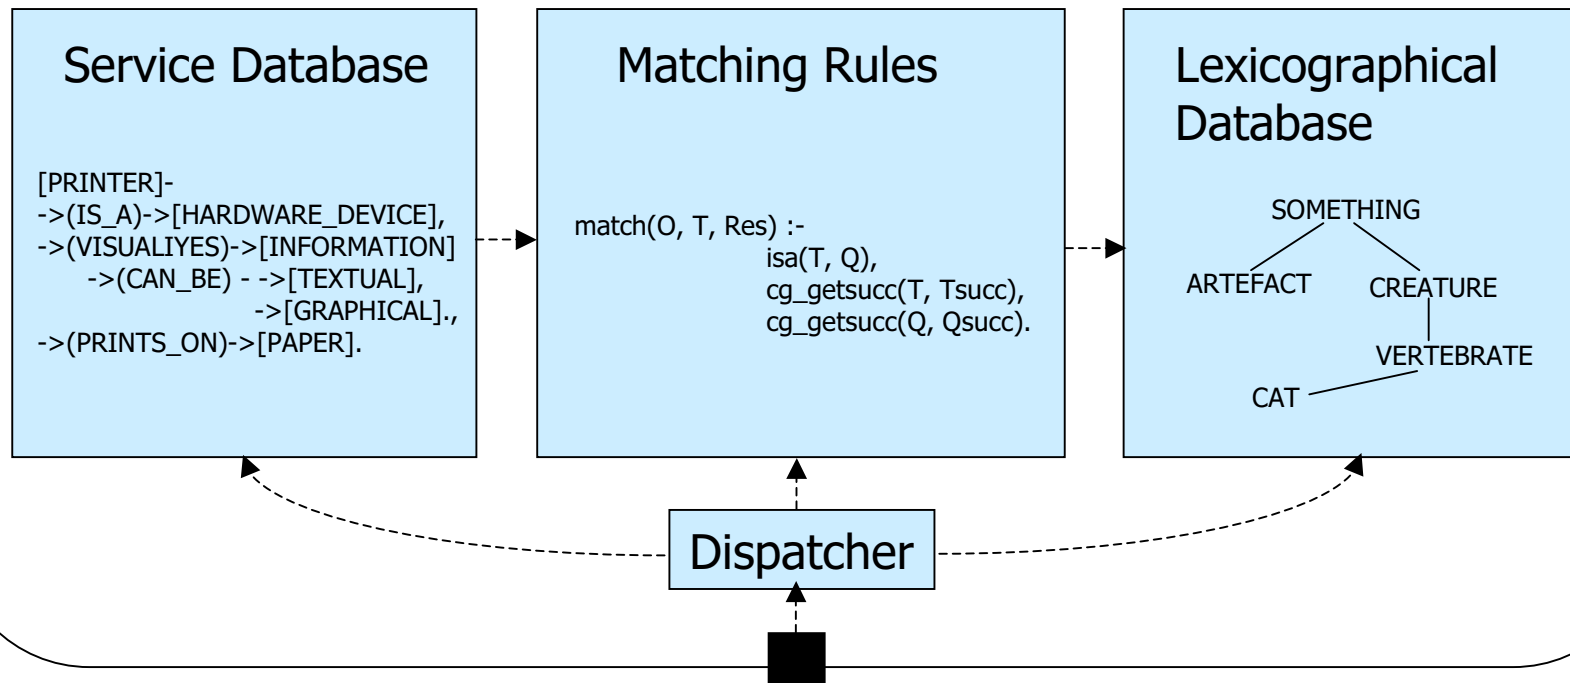 Service Database
[PRINTER]-
->(IS_A)->[HARDWARE_DEVICE],
->(VISUALIYES)->[INFORMATION]
->(CAN_BE) - ->[TEXTUAL],
->[GRAPHICAL].,
->(PRINTS_ON)->[PAPER].
Matching Rules
match(O, T, Res) :-
isa(T, Q),
cg_getsucc(T, Tsucc),
cg_getsucc(Q, Qsucc).
Lexicographical
Database
SOMETHING
ARTEFACT
CREATURE
VERTEBRATE
CAT
Dispatcher